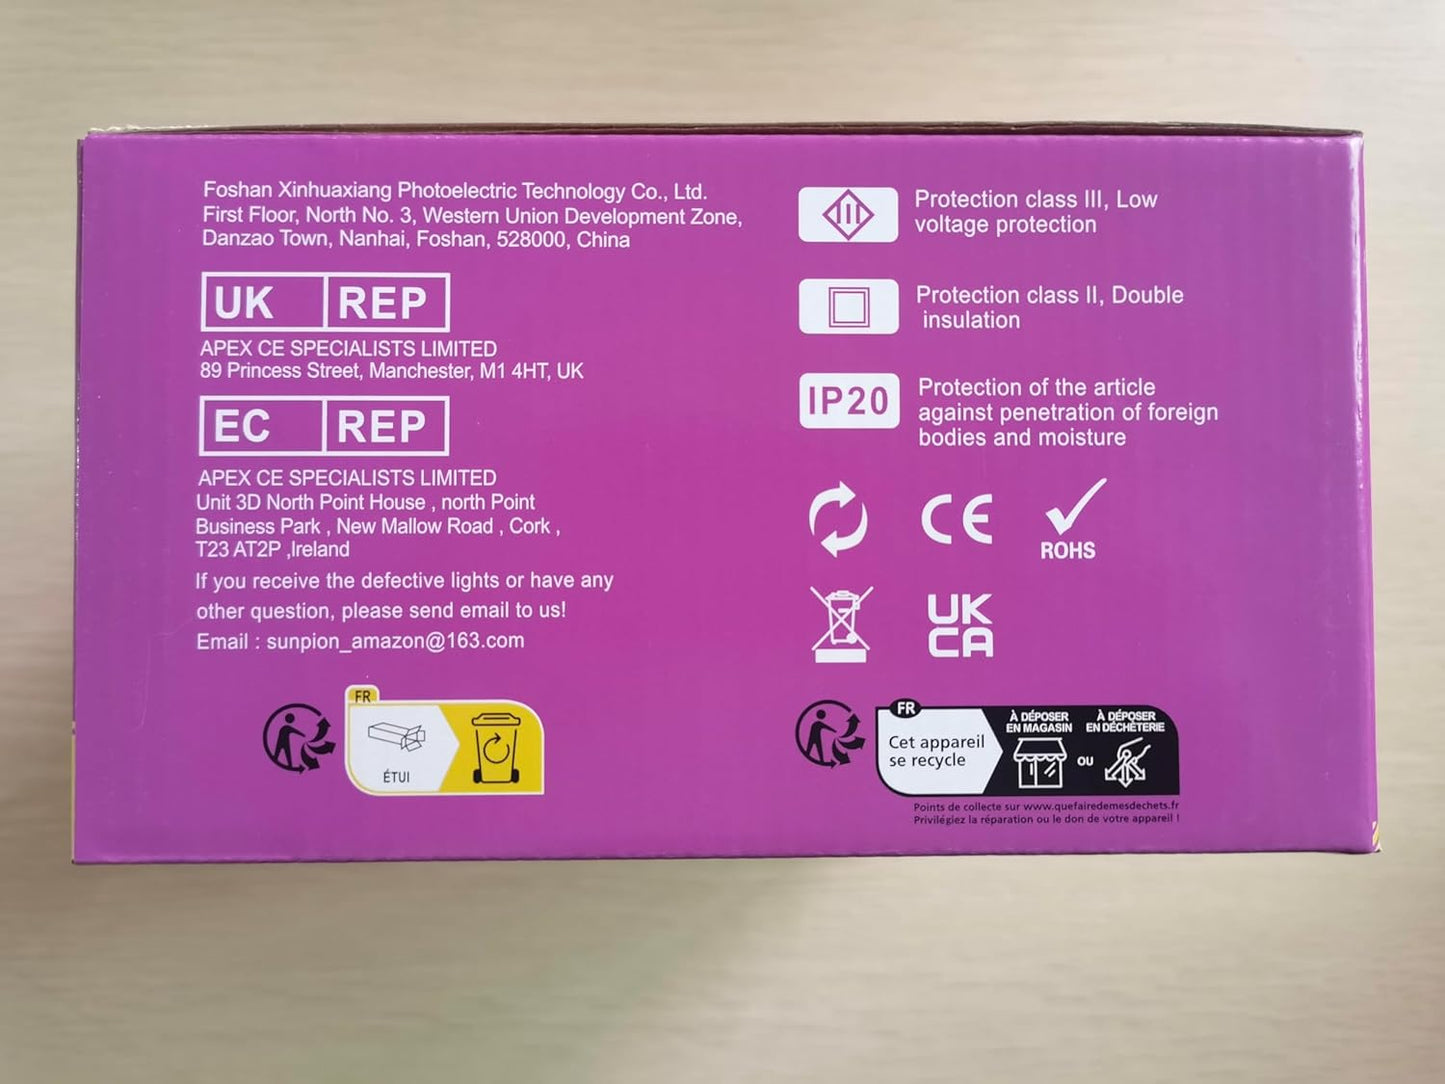 Foshan Xinhuaxiang Photoelectric Technology Co., Ltd.
First Floor, North No. 3, Western Union Development Zone,
Danzao Town, Nanhai, Foshan, 528000, China
UK REP
APEX CE SPECIALISTS LIMITED
89 Princess Street, Manchester, M1 4HT, UK
EC REP
APEX CE SPECIALISTS LIMITED
Unit 3D North Point House , north Point
Business Park , New Mallow Road , Cork ,
T23 AT2P ,Ireland
If you receive the defective lights or have any
other question, please send email to us!
Email : sunpion_amazon@163.com
FR
ÉTUI
III
Protection class III, Low
voltage protection
Protection class II, Double
insulation
IP20
Protection of the article
against penetration of foreign
bodies and moisture
CE
ROHS
UK
CA
FR
Cet appareil
se recycle
À DÉPOSER
EN MAGASIN
OU
À DÉPOSER
EN DÉCHÈTERIE
Points de collecte sur www.quefairedemesdechets.fr
Privilégiez la réparation ou le don de votre appareil !